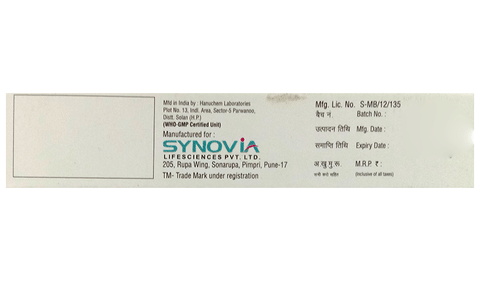 Mfd in India by : Hanuchem Laboratories
Plot No. 13, Indl. Area, Sector-5 Parwanoo,
Distt. Solan (H.P.)
(WHO-GMP Certified Unit)
Manufactured for :
SYNOVIA
LIFESCIENCES PVT. LTD.
205, Rupa Wing, Sonarupa, Pimpri, Pune-17
TM- Trade Mark under registration
Mfg. Lic. No. S-MB/12/135
बैच न. Batch No. :
उत्पादन तिथि Mfg. Date :
समाप्ति तिथि Expiry Date :
अ.खु.मु.रू. M.R.P. ₹ :
सभी करों सहित (Inclusive of all taxes)